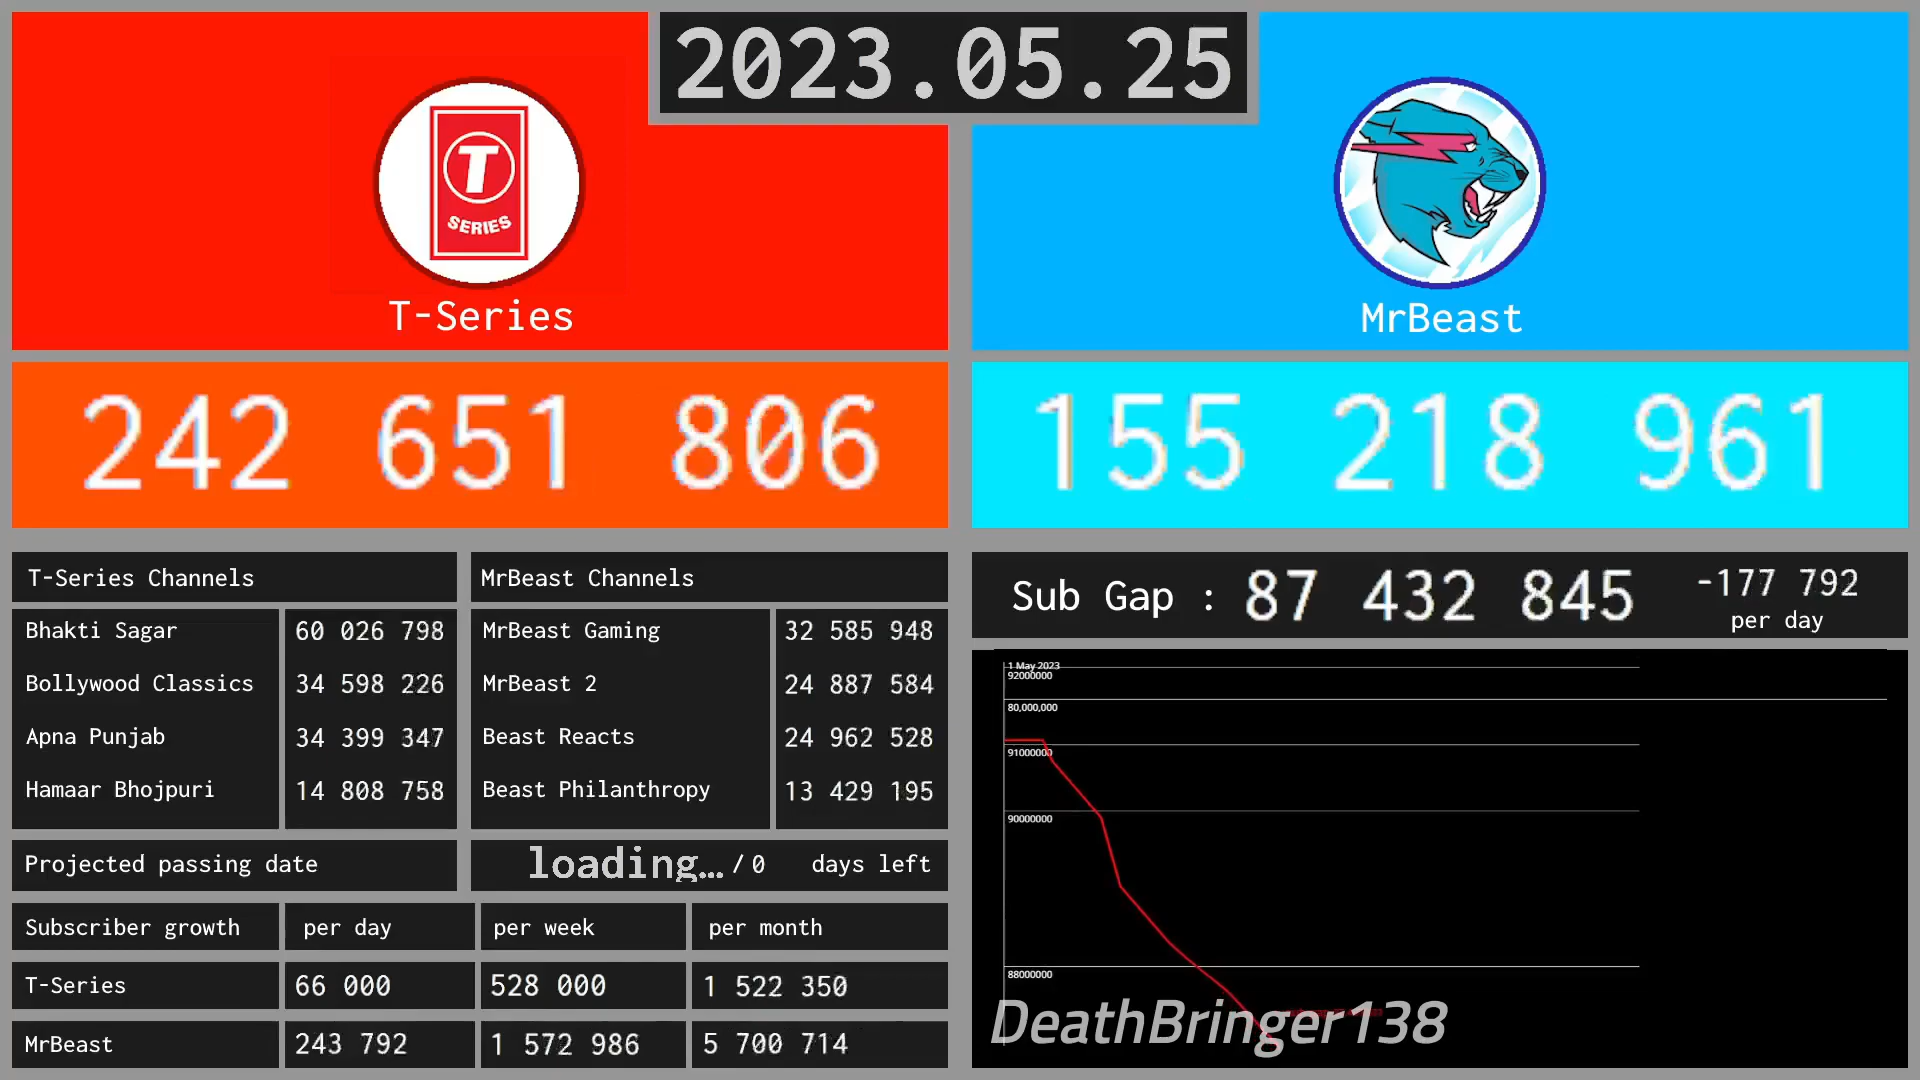 2023.05.25
T
SERIES
T-Series
MrBeast
242 651 806
155 218 961
T-Series Channels
Bhakti Sagar 60 026 798
Bollywood Classics 34 598 226
Apna Punjab 34 399 347
Hamaar Bhojpuri 14 808 758
MrBeast Channels
MrBeast Gaming 32 585 948
MrBeast 2 24 887 584
Beast Reacts 24 962 528
Beast Philanthropy 13 429 195
Projected passing date loading… / 0 days left
Subscriber growth per day per week per month
T-Series 66 000 528 000 1 522 350
MrBeast 243 792 1 572 986 5 700 714
Sub Gap : 87 432 845 -177 792
per day
1 May 2023
92000000
80,000,000
91000000
90000000
88000000
DeathBringer138